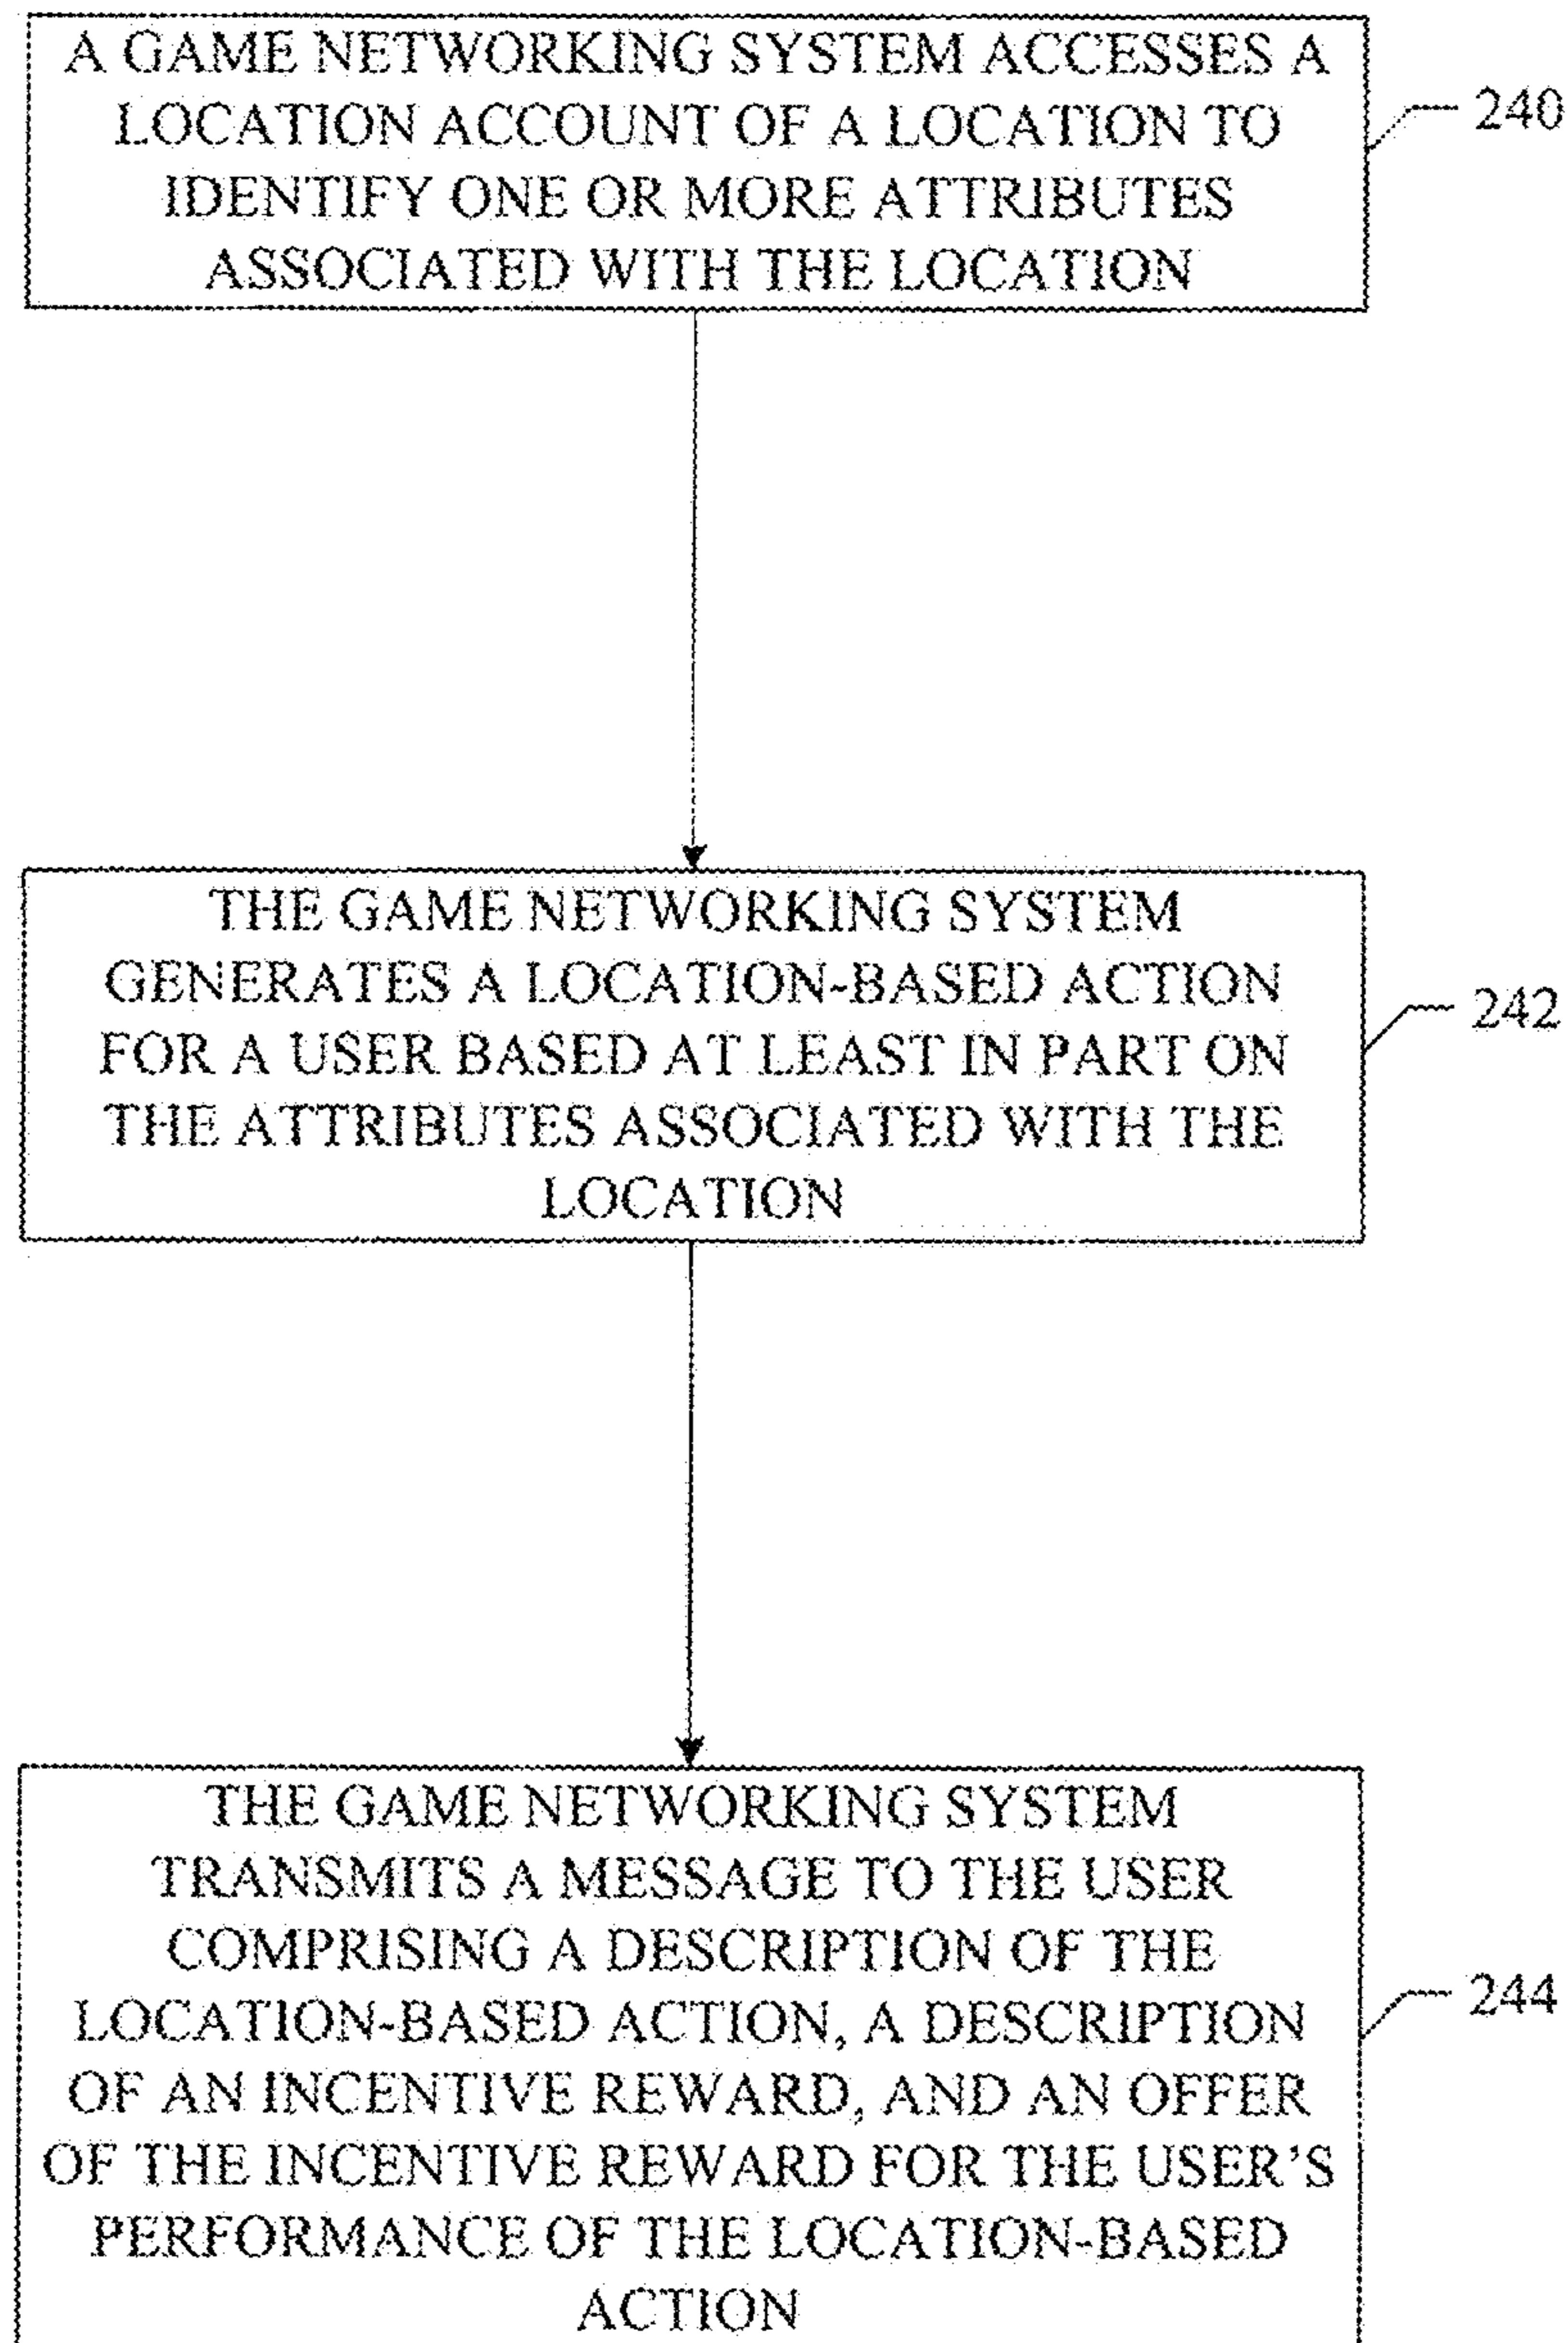 A GAME NETWORKING SYSTEM ACCESSES A
LOCATION ACCOUNT OF A LOCATION TO
IDENTIFY ONE OR MORE ATTRIBUTES
ASSOCIATED WITH THE LOCATION
240
THE GAME NETWORKING SYSTEM
GENERATES A LOCATION-BASED ACTION
FOR A USER BASED AT LEAST IN PART ON
THE ATTRIBUTES ASSOCIATED WITH THE
LOCATION
242
THE GAME NETWORKING SYSTEM
TRANSMITS A MESSAGE TO THE USER
COMPRISING A DESCRIPTION OF THE
LOCATION-BASED ACTION, A DESCRIPTION
OF AN INCENTIVE REWARD, AND AN OFFER
OF THE INCENTIVE REWARD FOR THE USER’S
PERFORMANCE OF THE LOCATION-BASED
ACTION
244